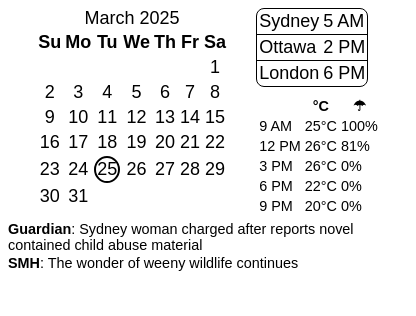 March 2025
Su Mo Tu We Th Fr Sa
1
2 3 4 5 6 7 8
9 10 11 12 13 14 15
16 17 18 19 20 21 22
23 24 25 26 27 28 29
30 31
Sydney 5 AM
Ottawa 2 PM
London 6 PM
°C ☂
9 AM 25°C 100%
12 PM 26°C 81%
3 PM 26°C 0%
6 PM 22°C 0%
9 PM 20°C 0%
Guardian: Sydney woman charged after reports novel
contained child abuse material
SMH: The wonder of weeny wildlife continues